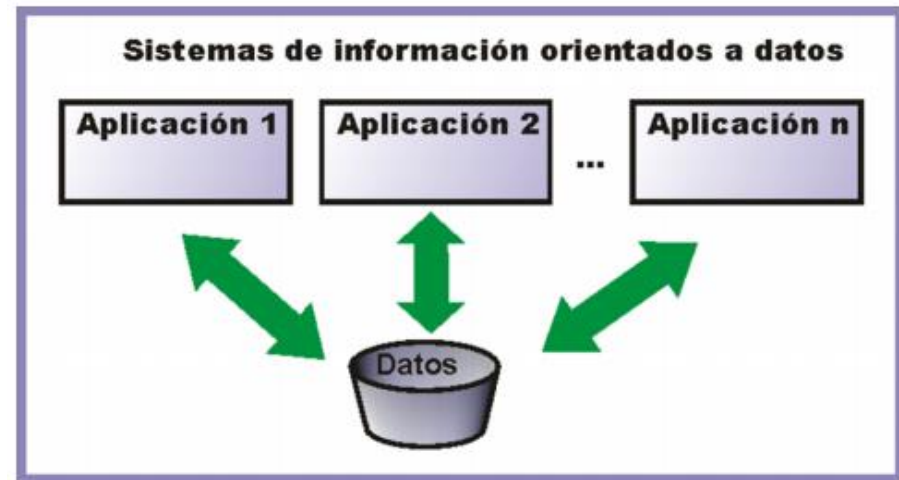 Sistemas de información orientados a datos
Aplicación 1
Aplicación 2
...
Aplicación n
Datos